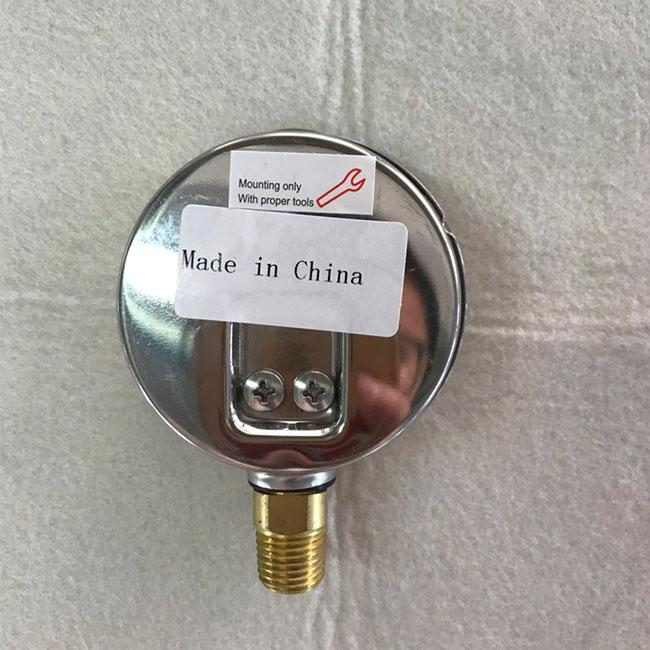 Mounting only
With proper tools
Made in China